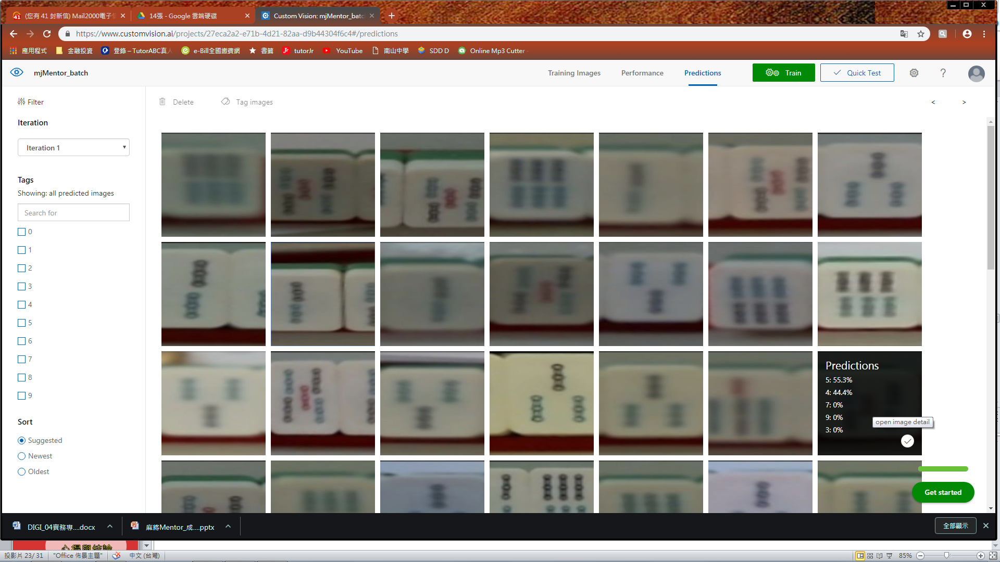 41 (您有 41 封新信) Mail2000電子信
14張 - Google 雲端硬碟
Custom Vision: mjMentor_batc
https://www.customvision.ai/projects/27eca2a2-e71b-4d21-82aa-d9b44304f6c4#/predictions
應用程式
金融投資
登錄 – TutorABC真人
e-Bill全國繳費網
書籤
Jr tutorJr
YouTube
南山中學
SDD D
Online Mp3 Cutter -
mjMentor_batch
Training Images
Performance
Predictions
Train
Quick Test
?
Filter
Delete
Tag images
<
>
Iteration
Iteration 1
Tags
Showing: all predicted images
Search for
0
1
2
3
4
5
6
7
8
9
Sort
Suggested
Newest
Oldest
Predictions
5: 55.3%
4: 44.4%
7: 0%
9: 0%
3: 0%
open image detail
Get started
DIGI_04實務專....docx
麻將Mentor_成....pptx
全部顯示
心得與結論
投影片 23/ 31
"Office 佈景主題"
中文 (台灣)
85%